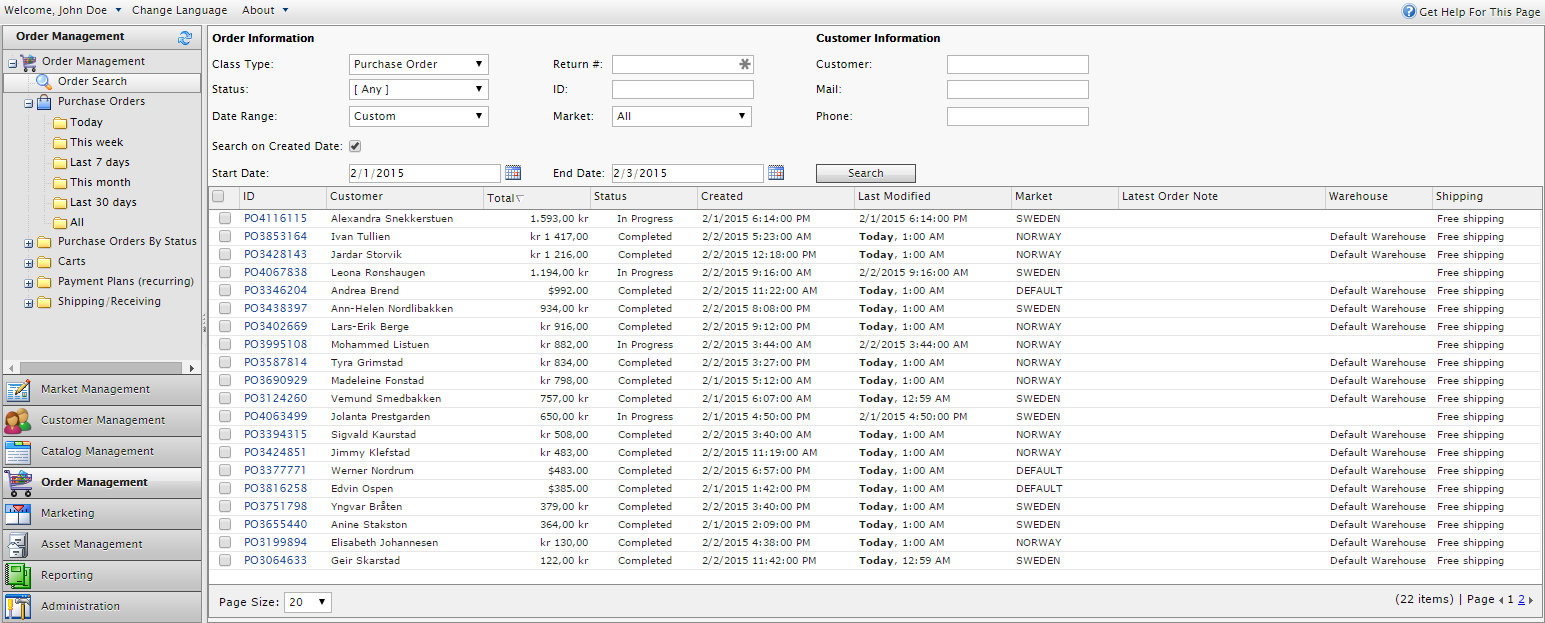 Welcome, John Doe Change Language About Get Help For This Page
Order Management
Order Management
Order Search
Purchase Orders
Today
This week
Last 7 days
This month
Last 30 days
All
Purchase Orders By Status
Carts
Payment Plans (recurring)
Shipping/Receiving
Market Management
Customer Management
Catalog Management
Order Management
Marketing
Asset Management
Reporting
Administration
Order Information Customer Information
Class Type: Purchase Order Return #: Customer:
Status: [ Any ] ID: Mail:
Date Range: Custom Market: All Phone:
Search on Created Date:
Start Date: 2/1/2015 End Date: 2/3/2015 Search
ID Customer Total Status Created Last Modified Market Latest Order Note Warehouse Shipping
PO4116115 Alexandra Snekkerstuen 1.593,00 kr In Progress 2/1/2015 6:14:00 PM 2/1/2015 6:14:00 PM SWEDEN Free shipping
PO3853164 Ivan Tullien kr 1 417,00 Completed 2/2/2015 5:23:00 AM Today, 1:00 AM NORWAY Default Warehouse Free shipping
PO3428143 Jardar Storvik kr 1 216,00 Completed 2/2/2015 12:18:00 PM Today, 1:00 AM NORWAY Default Warehouse Free shipping
PO4067838 Leona Rønshaugen 1.194,00 kr In Progress 2/2/2015 9:16:00 AM 2/2/2015 9:16:00 AM SWEDEN Free shipping
PO3346204 Andrea Brend $992.00 Completed 2/2/2015 11:22:00 AM Today, 1:00 AM DEFAULT Default Warehouse Free shipping
PO3438397 Ann-Helen Nordlibakken 934,00 kr Completed 2/2/2015 8:08:00 PM Today, 1:00 AM SWEDEN Default Warehouse Free shipping
PO3402669 Lars-Erik Berge kr 916,00 Completed 2/2/2015 9:12:00 PM Today, 1:00 AM NORWAY Default Warehouse Free shipping
PO3995108 Mohammed Listuen kr 882,00 In Progress 2/2/2015 3:44:00 AM 2/2/2015 3:44:00 AM NORWAY Free shipping
PO3587814 Tyra Grimstad kr 834,00 Completed 2/2/2015 3:27:00 PM Today, 1:00 AM NORWAY Default Warehouse Free shipping
PO3690929 Madeleine Fonstad kr 798,00 Completed 2/1/2015 5:12:00 AM Today, 1:00 AM NORWAY Default Warehouse Free shipping
PO3124260 Vemund Smedbakken 757,00 kr Completed 2/1/2015 6:07:00 AM Today, 12:59 AM SWEDEN Default Warehouse Free shipping
PO4063499 Jolanta Prestgarden 650,00 kr In Progress 2/1/2015 4:50:00 PM 2/1/2015 4:50:00 PM SWEDEN Free shipping
PO3394315 Sigvald Kaurstad kr 508,00 Completed 2/2/2015 3:40:00 AM Today, 1:00 AM NORWAY Default Warehouse Free shipping
PO3424851 Jimmy Klefstad kr 483,00 Completed 2/2/2015 11:19:00 AM Today, 1:00 AM NORWAY Default Warehouse Free shipping
PO3377771 Werner Nordrum $483.00 Completed 2/1/2015 6:57:00 PM Today, 1:00 AM DEFAULT Default Warehouse Free shipping
PO3816258 Edvin Ospen $385.00 Completed 2/1/2015 1:42:00 PM Today, 1:00 AM DEFAULT Default Warehouse Free shipping
PO3751798 Yngvar Bråten 379,00 kr Completed 2/2/2015 3:40:00 PM Today, 1:00 AM SWEDEN Default Warehouse Free shipping
PO3655440 Anine Stakston 364,00 kr Completed 2/1/2015 2:09:00 PM Today, 1:00 AM SWEDEN Default Warehouse Free shipping
PO3199894 Elisabeth Johannesen kr 130,00 Completed 2/2/2015 4:38:00 PM Today, 1:00 AM NORWAY Default Warehouse Free shipping
PO3064633 Geir Skarstad 122,00 kr Completed 2/2/2015 11:42:00 PM Today, 12:59 AM SWEDEN Default Warehouse Free shipping
Page Size: 20 (22 items) | Page 1 2